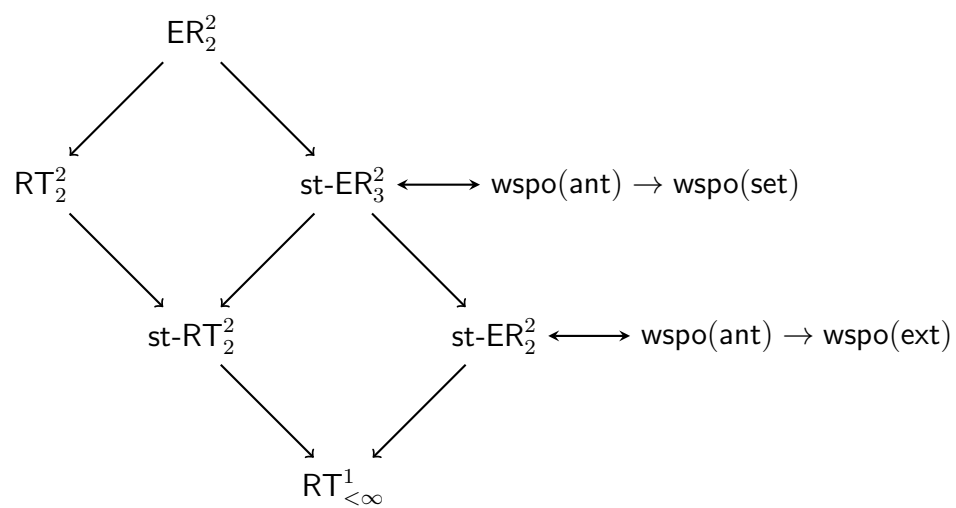 ER²₂
RT²₂ st-ER²₃ ⟷ wspo(ant) → wspo(set)
st-RT²₂ st-ER²₂ ⟷ wspo(ant) → wspo(ext)
RT¹<∞